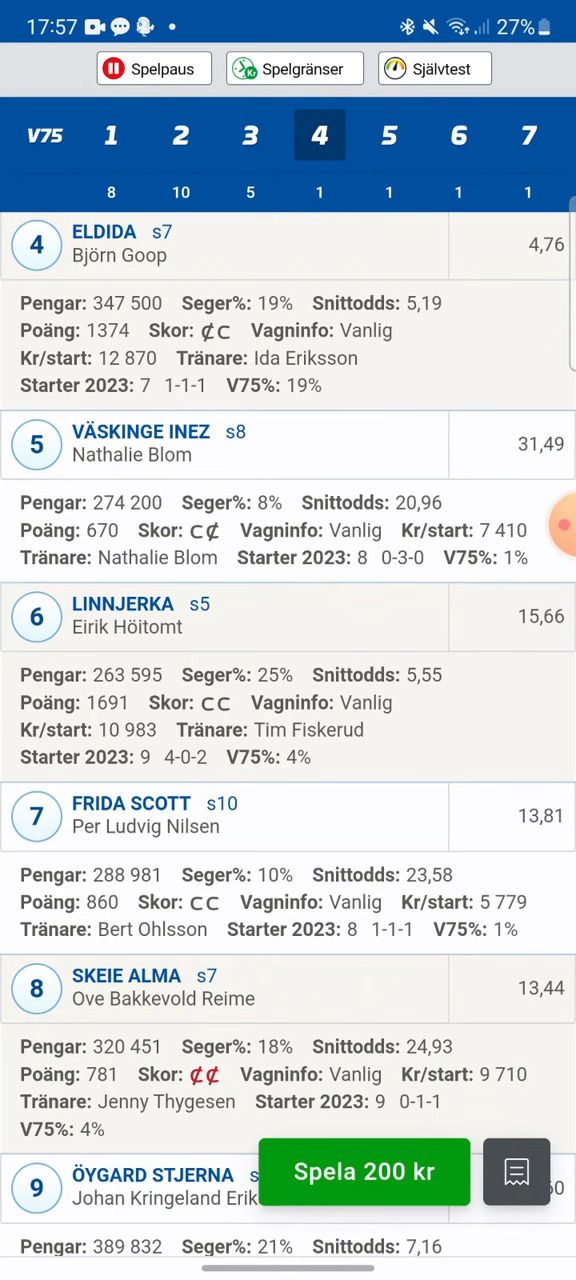 17:57 27%
Spelpaus Spelgränser Självtest
V75 1 2 3 4 5 6 7
8 10 5 1 1 1 1
4 ELDIDA s7 4,76
Björn Goop
Pengar: 347 500 Seger%: 19% Snittodds: 5,19
Poäng: 1374 Skor: ₵C Vagninfo: Vanlig
Kr/start: 12 870 Tränare: Ida Eriksson
Starter 2023: 7 1-1-1 V75%: 19%
5 VÄSKINGE INEZ s8 31,49
Nathalie Blom
Pengar: 274 200 Seger%: 8% Snittodds: 20,96
Poäng: 670 Skor: C₵ Vagninfo: Vanlig Kr/start: 7 410
Tränare: Nathalie Blom Starter 2023: 8 0-3-0 V75%: 1%
6 LINNJERKA s5 15,66
Eirik Höitomt
Pengar: 263 595 Seger%: 25% Snittodds: 5,55
Poäng: 1691 Skor: CC Vagninfo: Vanlig
Kr/start: 10 983 Tränare: Tim Fiskerud
Starter 2023: 9 4-0-2 V75%: 4%
7 FRIDA SCOTT s10 13,81
Per Ludvig Nilsen
Pengar: 288 981 Seger%: 10% Snittodds: 23,58
Poäng: 860 Skor: CC Vagninfo: Vanlig Kr/start: 5 779
Tränare: Bert Ohlsson Starter 2023: 8 1-1-1 V75%: 1%
8 SKEIE ALMA s7 13,44
Ove Bakkevold Reime
Pengar: 320 451 Seger%: 18% Snittodds: 24,93
Poäng: 781 Skor: ₵₵ Vagninfo: Vanlig Kr/start: 9 710
Tränare: Jenny Thygesen Starter 2023: 9 0-1-1
V75%: 4%
Spela 200 kr
9 ÖYGARD STJERNA
Johan Kringeland Erik
Pengar: 389 832 Seger%: 21% Snittodds: 7,16